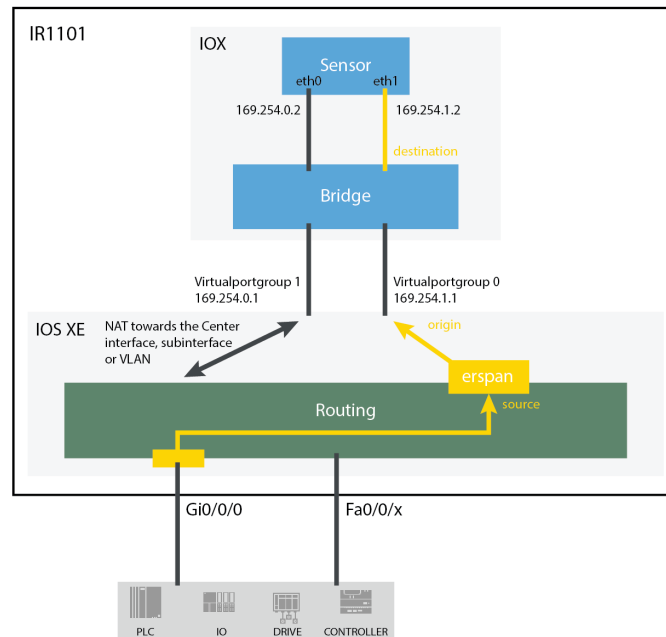 IR1101
IOX
Sensor
eth0
eth1
169.254.0.2
169.254.1.2
destination
Bridge
Virtualportgroup 1
169.254.0.1
Virtualportgroup 0
169.254.1.1
IOS XE
NAT towards the Center
interface, subinterface
or VLAN
origin
erspan
source
Routing
Gi0/0/0
Fa0/0/x
PLC
IO
DRIVE
CONTROLLER